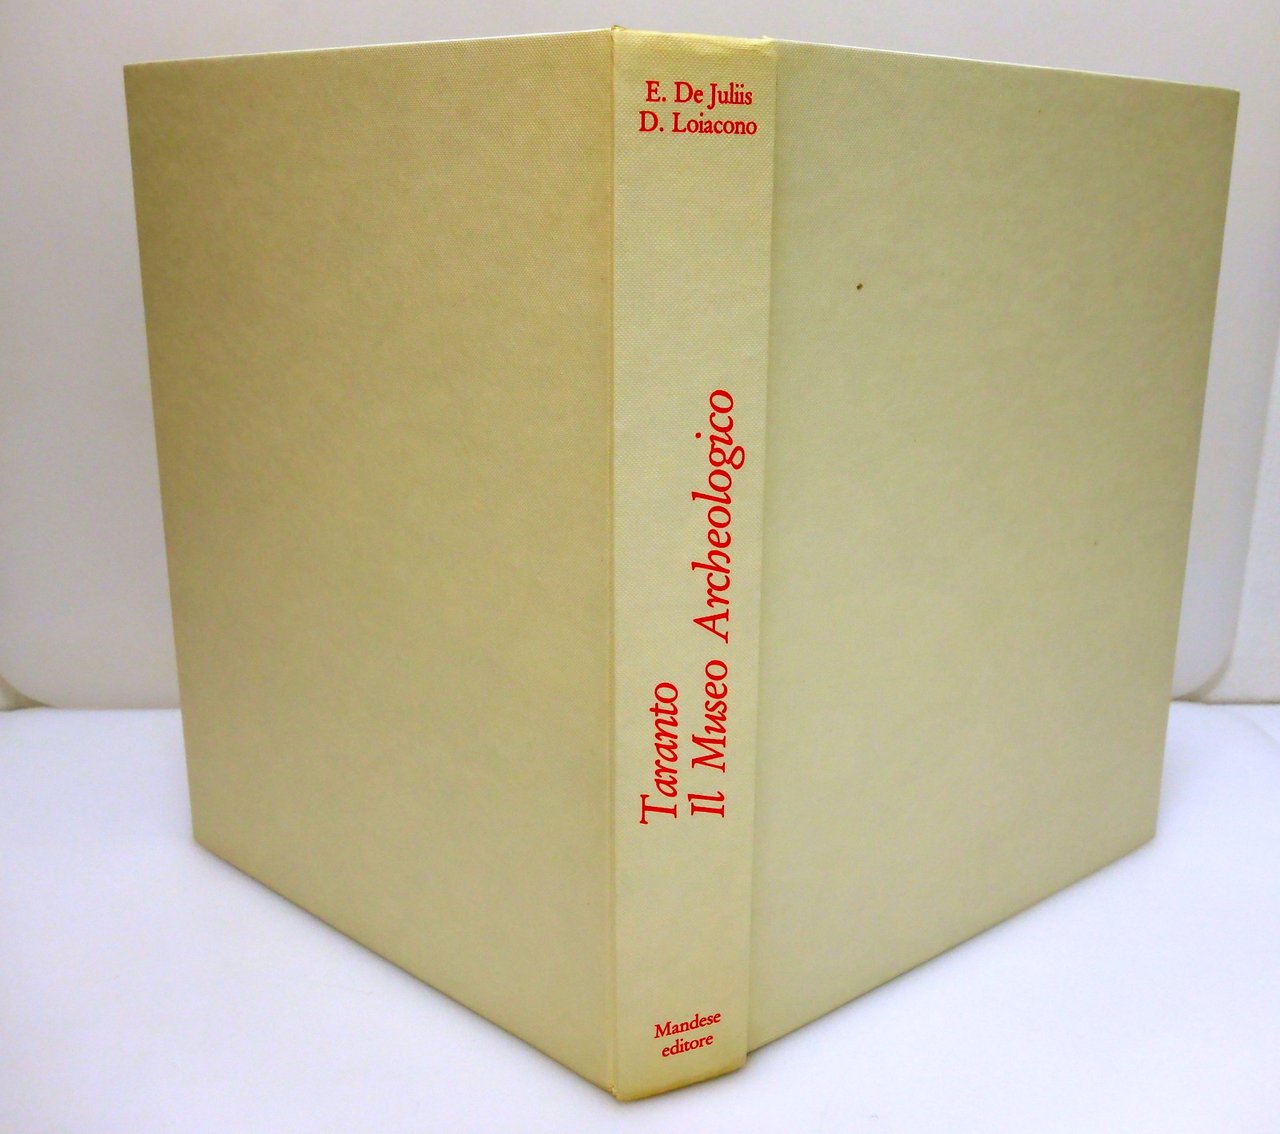 E. De Juliis
D. Loiacono
Taranto
Il Museo Archeologico
Mandese
editore